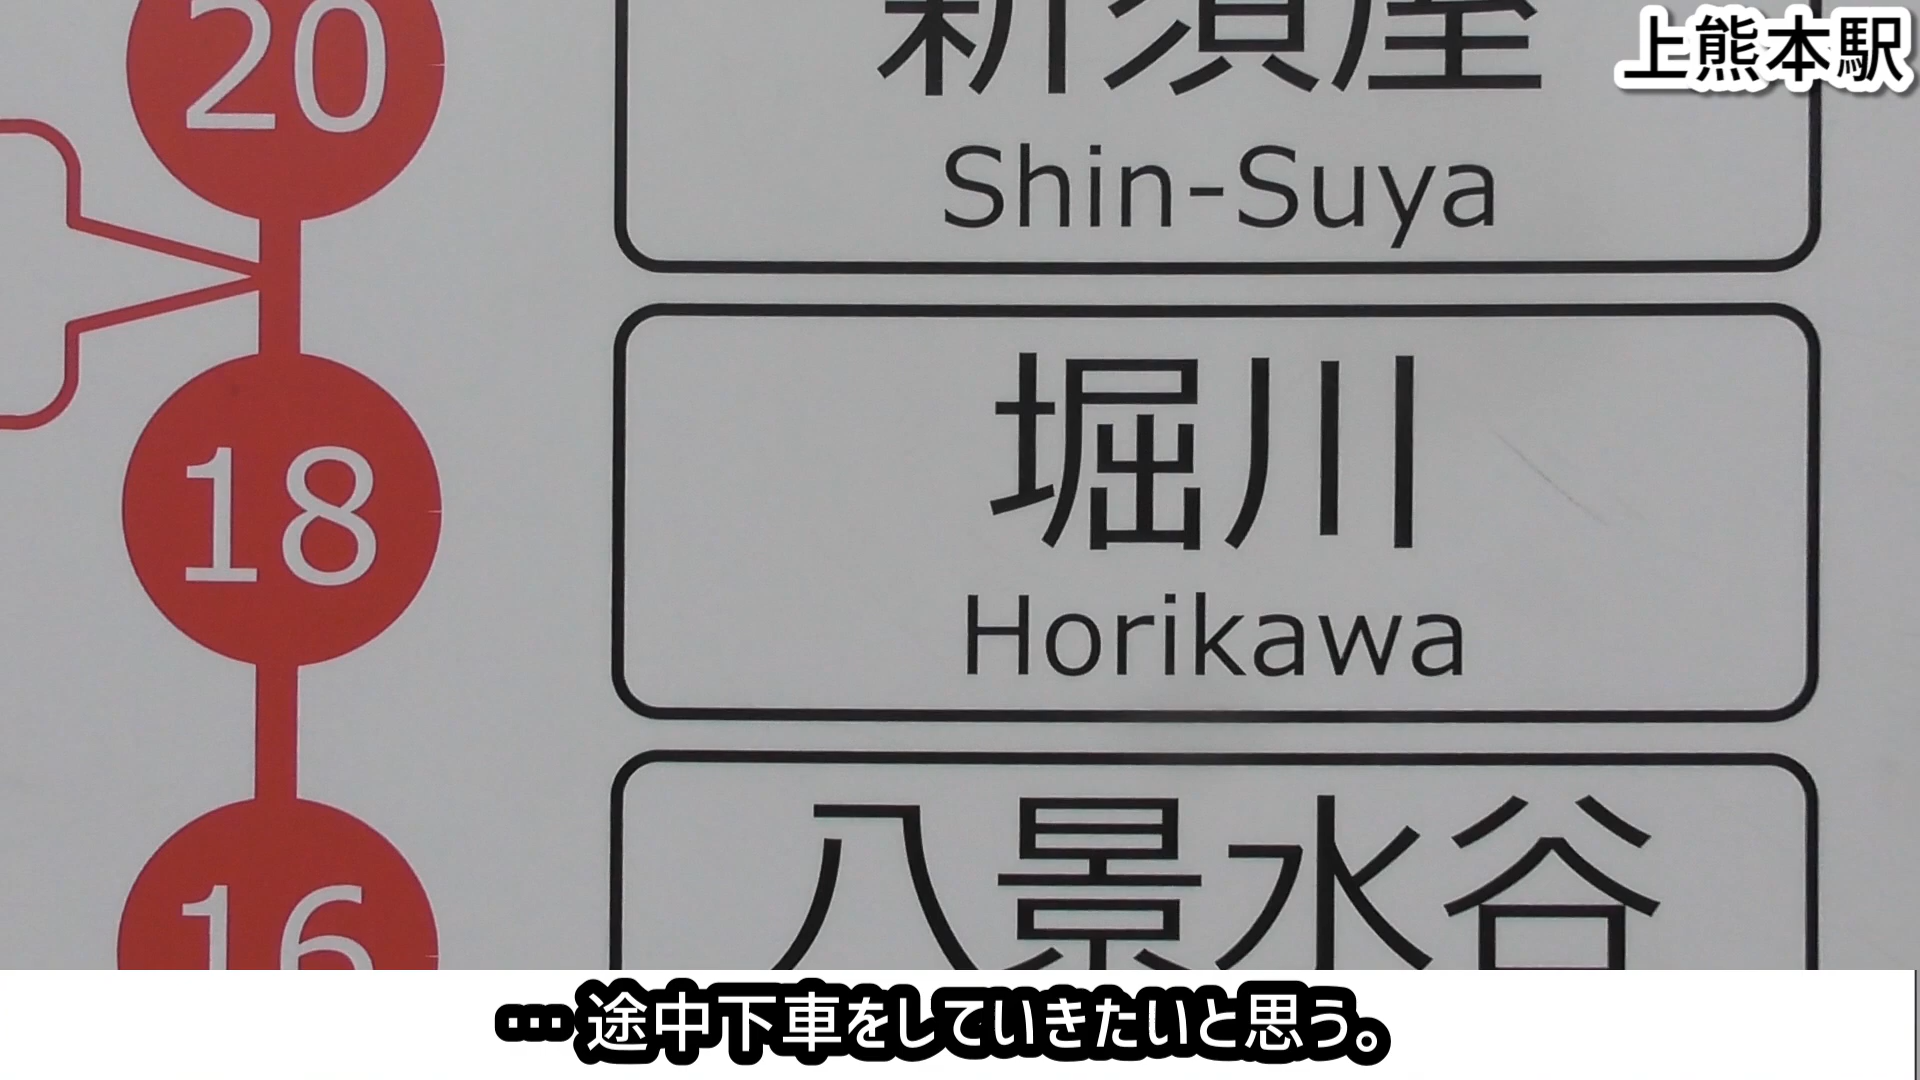 上熊本駅
20
新須屋
Shin-Suya
18
堀川
Horikawa
16
八景水谷
…途中下車をしていきたいと思う。